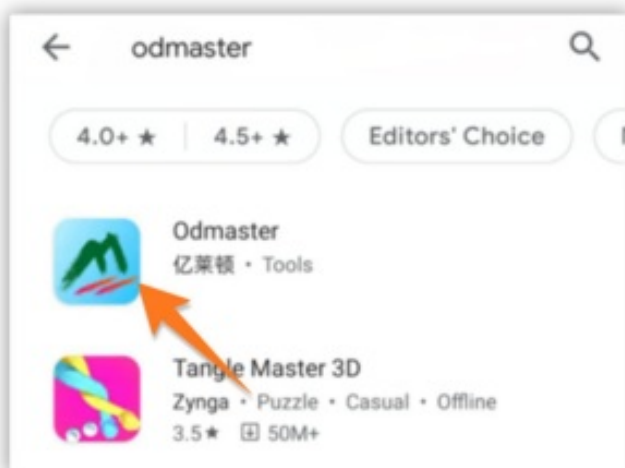 odmaster
4.0+ ★ 4.5+ ★ Editors' Choice
Odmaster
亿莱顿 • Tools
Tangle Master 3D
Zynga • Puzzle • Casual • Offline
3.5★ 50M+